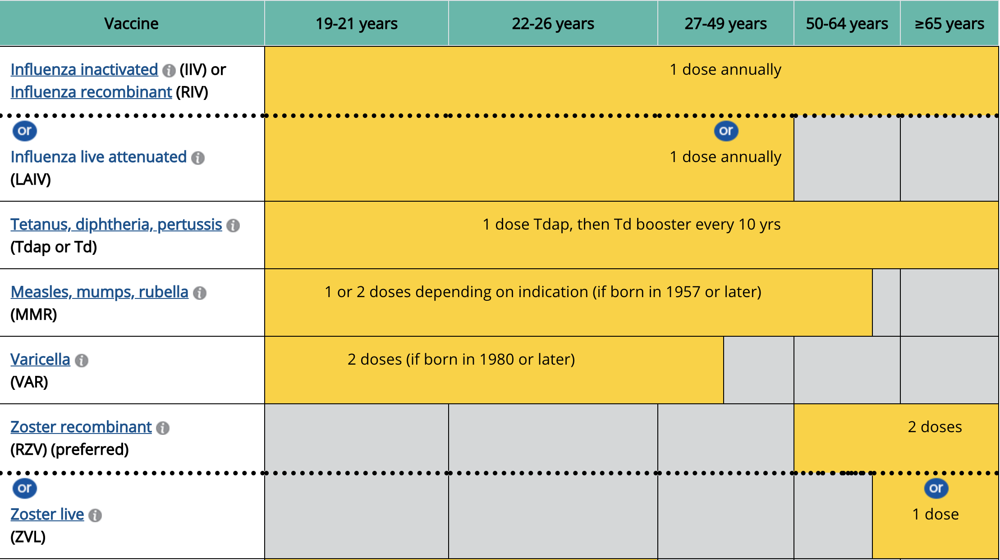 Vaccine 19-21 years 22-26 years 27-49 years 50-64 years ≥65 years
Influenza inactivated i (IIV) or
Influenza recombinant (RIV)
1 dose annually
or
Influenza live attenuated i
(LAIV)
or
1 dose annually
Tetanus, diphtheria, pertussis i
(Tdap or Td)
1 dose Tdap, then Td booster every 10 yrs
Measles, mumps, rubella i
(MMR)
1 or 2 doses depending on indication (if born in 1957 or later)
Varicella i
(VAR)
2 doses (if born in 1980 or later)
Zoster recombinant i
(RZV) (preferred)
2 doses
or
Zoster live i
(ZVL)
or
1 dose